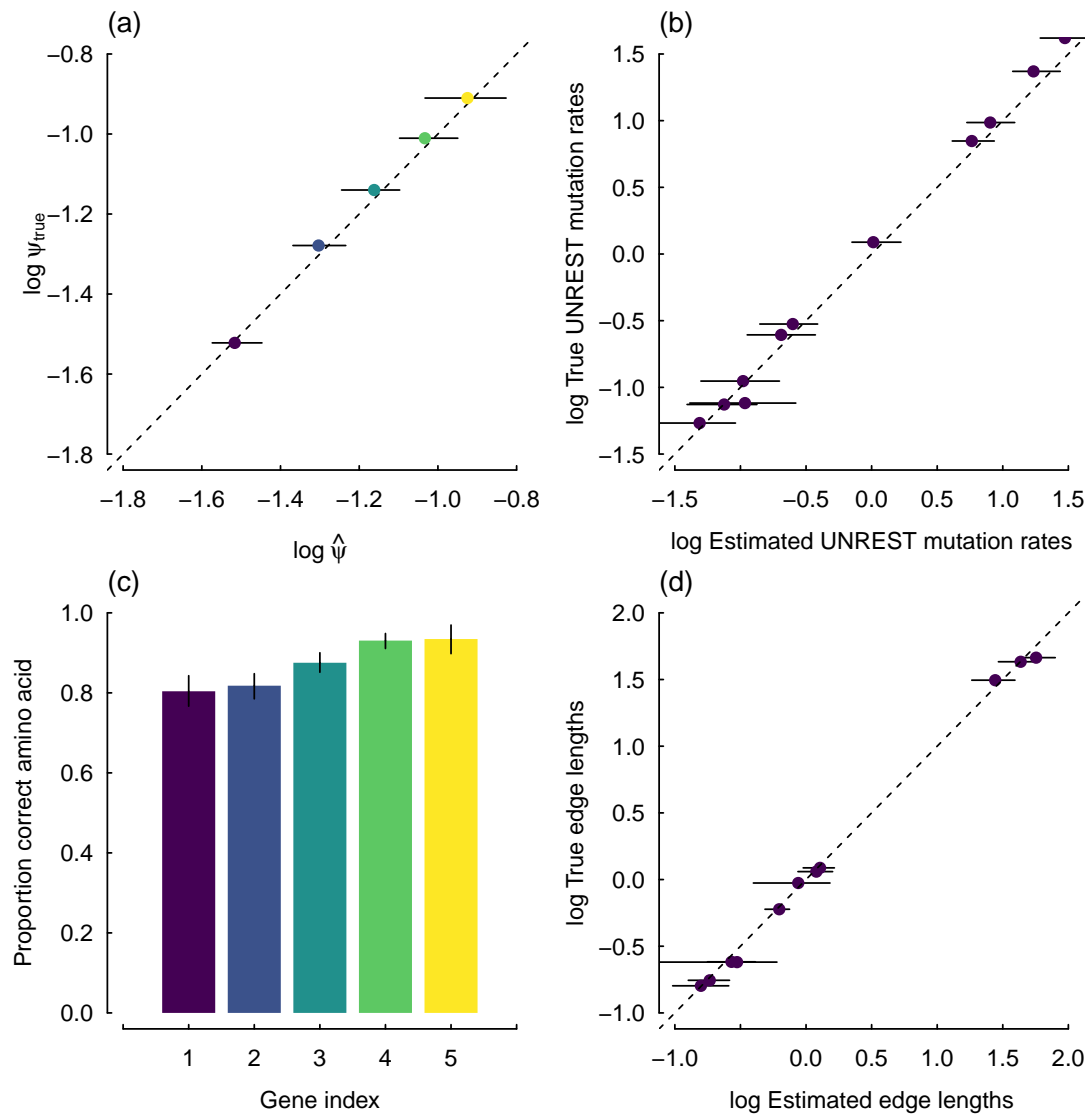 (a)
−0.8
−1.0
−1.2
−1.4
−1.6
−1.8
log ψtrue
−1.8 −1.6 −1.4 −1.2 −1.0 −0.8
log ψ̂
(b)
1.5
1.0
0.5
0.0
−0.5
−1.0
−1.5
log True UNREST mutation rates
−1.5 −0.5 0.0 0.5 1.0 1.5
log Estimated UNREST mutation rates
(c)
1.0
0.8
0.6
0.4
0.2
0.0
Proportion correct amino acid
1 2 3 4 5
Gene index
(d)
2.0
1.5
1.0
0.5
0.0
−0.5
−1.0
log True edge lengths
−1.0 0.0 0.5 1.0 1.5 2.0
log Estimated edge lengths